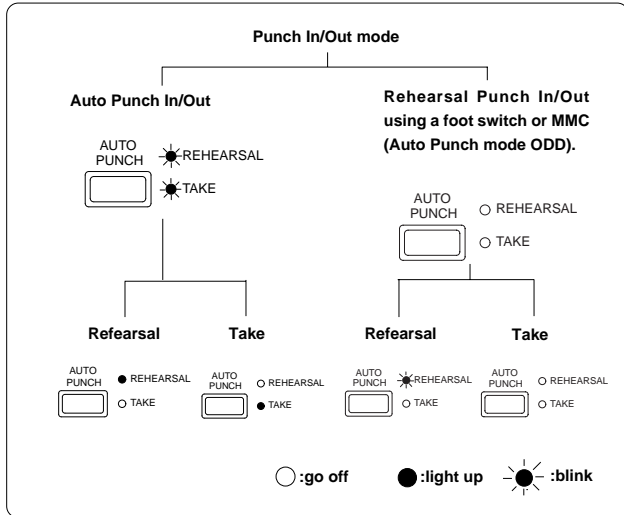 Punch In/Out mode
Auto Punch In/Out
AUTO
PUNCH
REHEARSAL
TAKE
Rehearsal Punch In/Out
using a foot switch or MMC
(Auto Punch mode ODD).
AUTO
PUNCH
REHEARSAL
TAKE
Refearsal
Take
Refearsal
Take
AUTO
PUNCH
REHEARSAL
TAKE
AUTO
PUNCH
REHEARSAL
TAKE
AUTO
PUNCH
REHEARSAL
TAKE
AUTO
PUNCH
REHEARSAL
TAKE
:go off
:light up
:blink